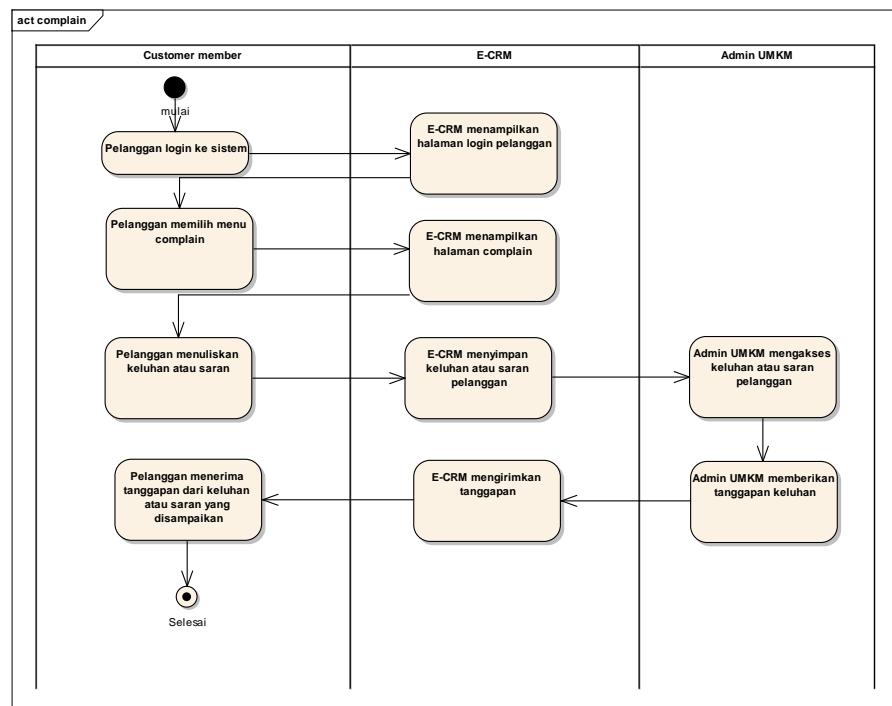 act complain
Customer member
E-CRM
Admin UMKM
mulai
Pelanggan login ke sistem
E-CRM menampilkan
halaman login pelanggan
Pelanggan memilih menu
complain
E-CRM menampilkan
halaman complain
Pelanggan menuliskan
keluhan atau saran
E-CRM menyimpan
keluhan atau saran
pelanggan
Admin UMKM mengakses
keluhan atau saran
pelanggan
Admin UMKM memberikan
tanggapan keluhan
E-CRM mengirimkan
tanggapan
Pelanggan menerima
tanggapan dari keluhan
atau saran yang
disampaikan
Selesai